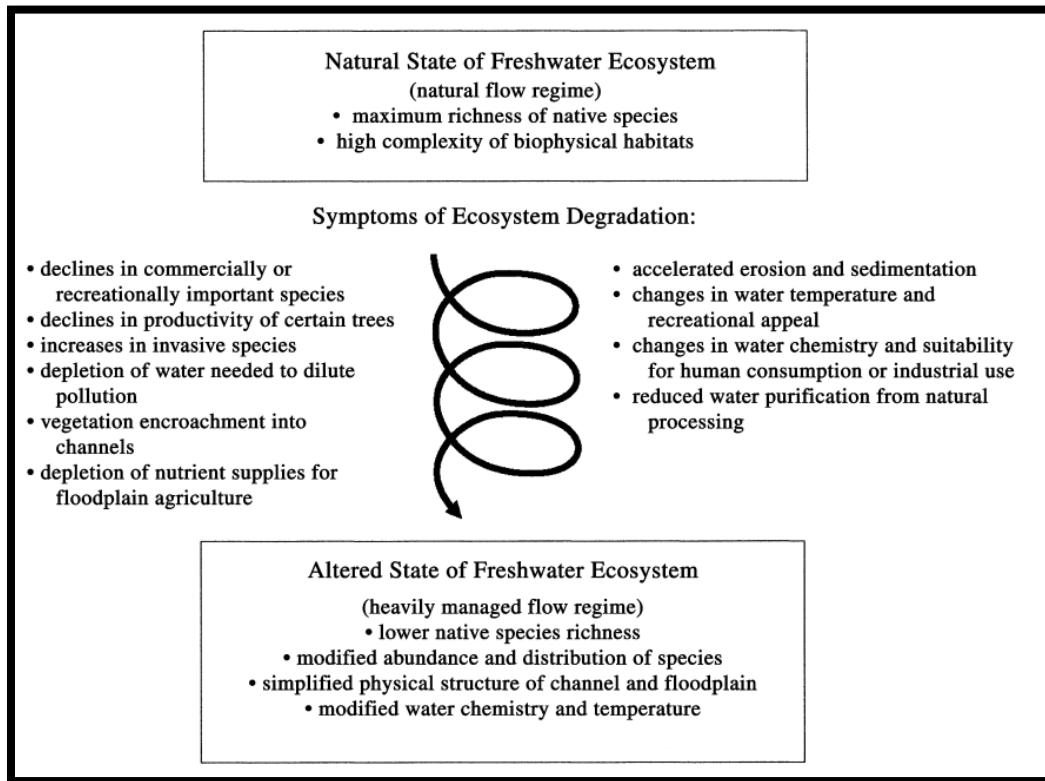 Natural State of Freshwater Ecosystem
(natural flow regime)
• maximum richness of native species
• high complexity of biophysical habitats
Symptoms of Ecosystem Degradation:
• declines in commercially or
recreationally important species
• declines in productivity of certain trees
• increases in invasive species
• depletion of water needed to dilute
pollution
• vegetation encroachment into
channels
• depletion of nutrient supplies for
floodplain agriculture
• accelerated erosion and sedimentation
• changes in water temperature and
recreational appeal
• changes in water chemistry and suitability
for human consumption or industrial use
• reduced water purification from natural
processing
Altered State of Freshwater Ecosystem
(heavily managed flow regime)
• lower native species richness
• modified abundance and distribution of species
• simplified physical structure of channel and floodplain
• modified water chemistry and temperature